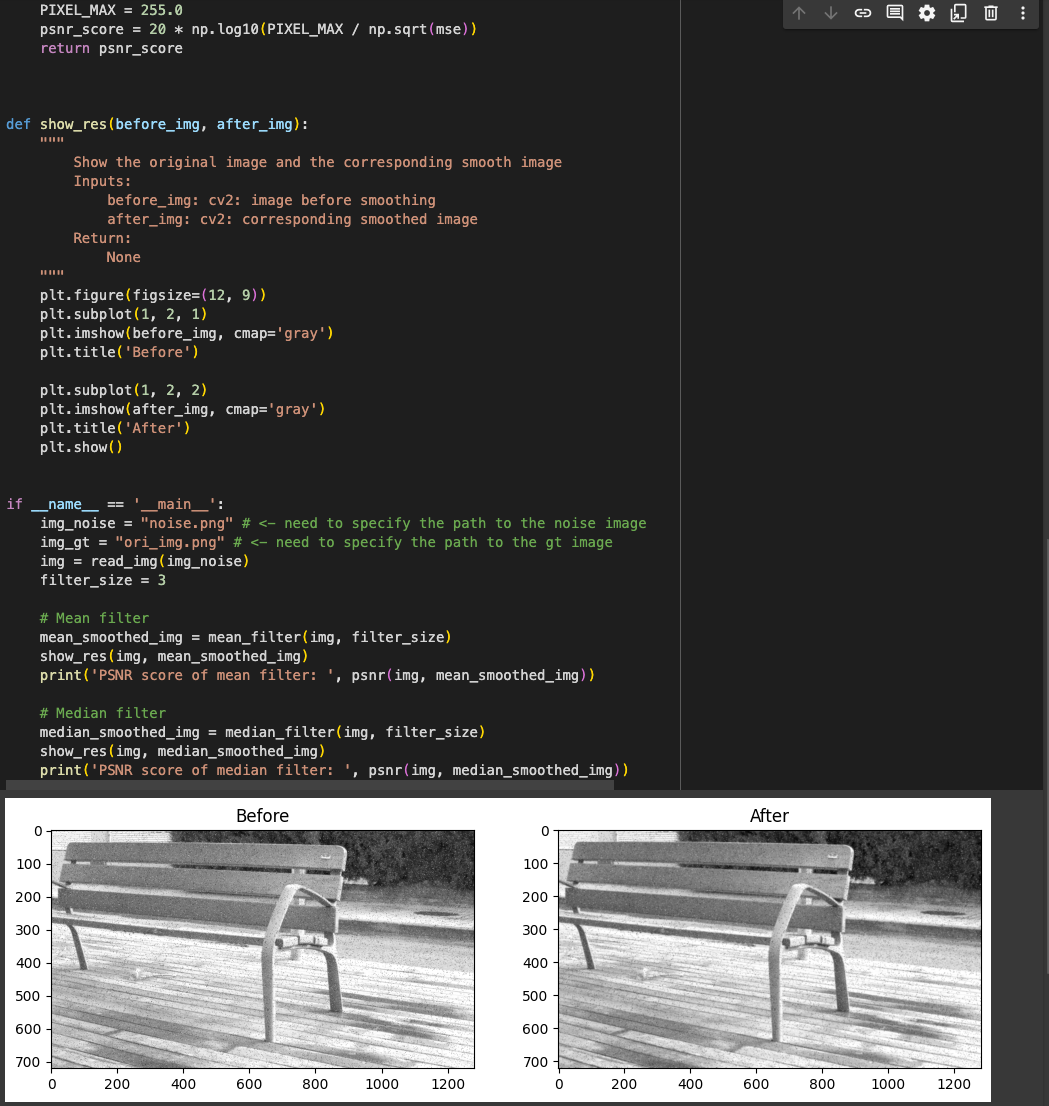 PIXEL_MAX = 255.0
psnr_score = 20 * np.log10(PIXEL_MAX / np.sqrt(mse))
return psnr_score
def show_res(before_img, after_img):
"""
Show the original image and the corresponding smooth image
Inputs:
before_img: cv2: image before smoothing
after_img: cv2: corresponding smoothed image
Return:
None
"""
plt.figure(figsize=(12, 9))
plt.subplot(1, 2, 1)
plt.imshow(before_img, cmap='gray')
plt.title('Before')
plt.subplot(1, 2, 2)
plt.imshow(after_img, cmap='gray')
plt.title('After')
plt.show()
if __name__ == '__main__':
img_noise = "noise.png" # <- need to specify the path to the noise image
img_gt = "ori_img.png" # <- need to specify the path to the gt image
img = read_img(img_noise)
filter_size = 3
# Mean filter
mean_smoothed_img = mean_filter(img, filter_size)
show_res(img, mean_smoothed_img)
print('PSNR score of mean filter: ', psnr(img, mean_smoothed_img))
# Median filter
median_smoothed_img = median_filter(img, filter_size)
show_res(img, median_smoothed_img)
print('PSNR score of median filter: ', psnr(img, median_smoothed_img))
Before
0
100
200
300
400
500
600
700
0 200 400 600 800 1000 1200
After
0
100
200
300
400
500
600
700
0 200 400 600 800 1000 1200